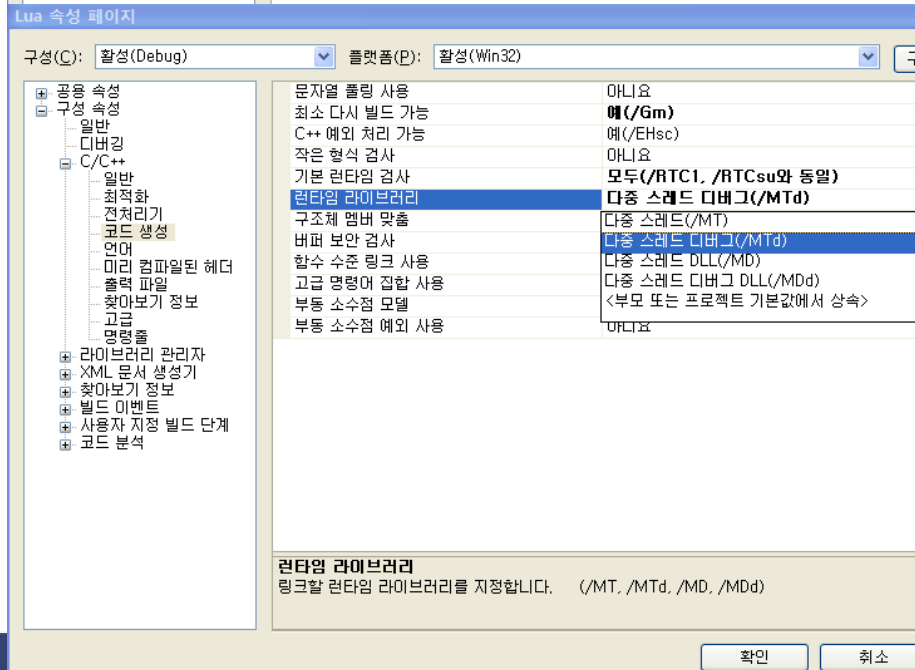 Lua 속성 페이지
구성(C): 활성(Debug) 플랫폼(P): 활성(Win32) 구
공용 속성
구성 속성
일반
디버깅
C/C++
일반
최적화
전처리기
코드 생성
언어
미리 컴파일된 헤더
출력 파일
찾아보기 정보
고급
명령줄
라이브러리 관리자
XML 문서 생성기
찾아보기 정보
빌드 이벤트
사용자 지정 빌드 단계
코드 분석
문자열 풀링 사용 아니요
최소 다시 빌드 가능 예(/Gm)
C++ 예외 처리 가능 예(/EHsc)
작은 형식 검사 아니요
기본 런타임 검사 모두(/RTC1, /RTCsu와 동일)
런타임 라이브러리 다중 스레드 디버그(/MTd)
구조체 멤버 맞춤 다중 스레드(/MT)
버퍼 보안 검사 다중 스레드 디버그(/MTd)
함수 수준 링크 사용 다중 스레드 DLL(/MD)
고급 명령어 집합 사용 다중 스레드 디버그 DLL(/MDd)
부동 소수점 모델 <부모 또는 프로젝트 기본값에서 상속>
부동 소수점 예외 사용 아니요
런타임 라이브러리
링크할 런타임 라이브러리를 지정합니다. (/MT, /MTd, /MD, /MDd)
확인 취소